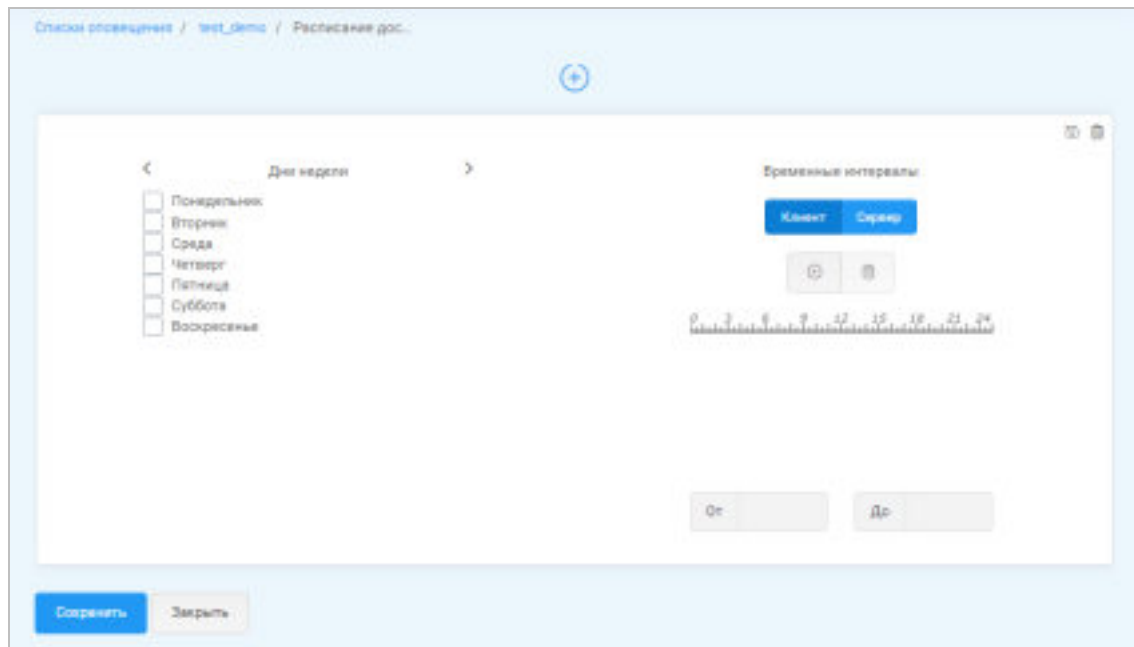 Списки оповещения / test_demo / Расписание дос...
Дни недели
Понедельник
Вторник
Среда
Четверг
Пятница
Суббота
Воскресенье
Временные интервалы
Клиент Сервер
0 3 6 9 12 15 18 21 24
От До
Сохранить Закрыть